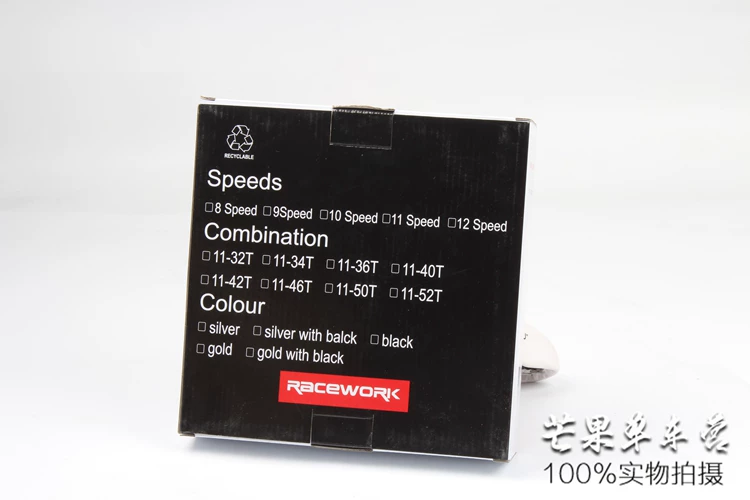 RECYCLABLE
Speeds
8 Speed 9Speed 10 Speed 11 Speed 12 Speed
Combination
11-32T 11-34T 11-36T 11-40T
11-42T 11-46T 11-50T 11-52T
Colour
silver silver with balck black
gold gold with black
RACEWORK
芒果单车营
100%实物拍摄